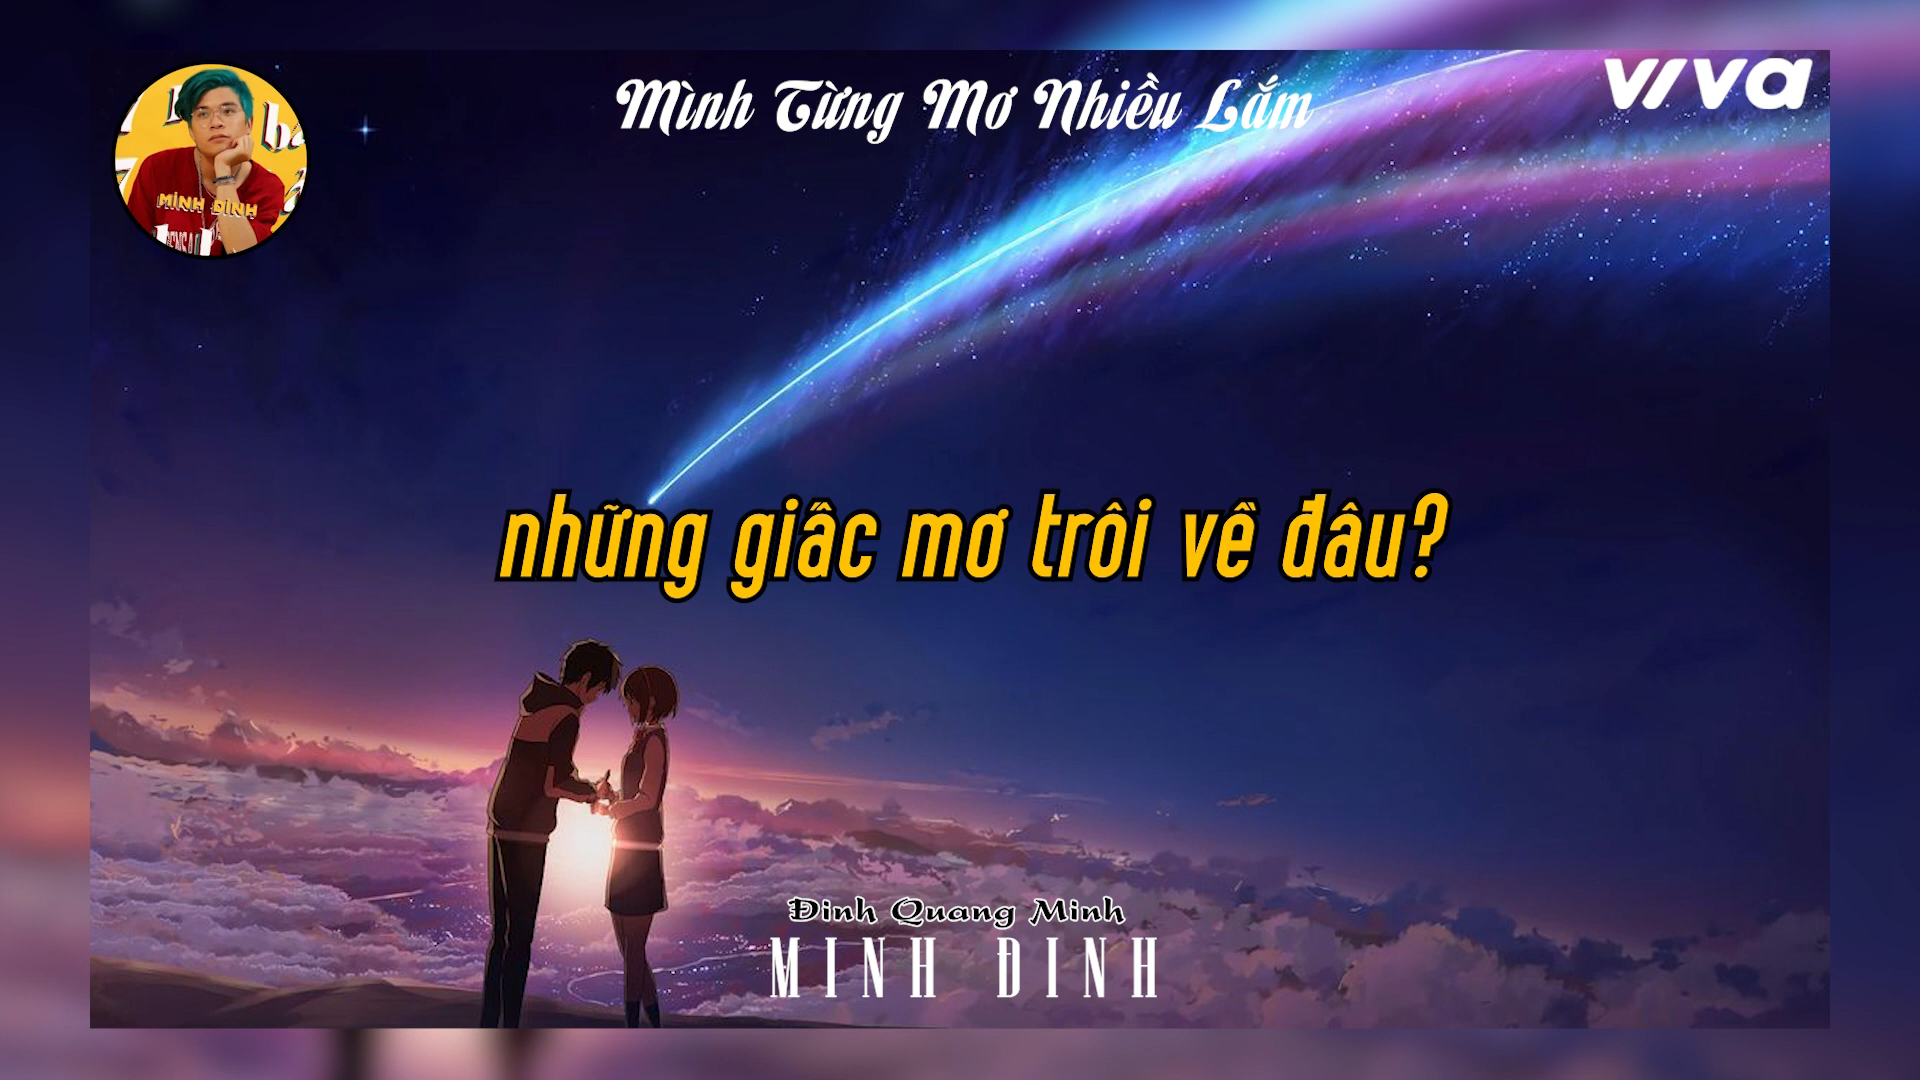 Mình Từng Mơ Nhiều Lắm
VIVA
MINH ĐINH
những giấc mơ trôi về đâu?
Đinh Quang Minh
MINH ĐINH